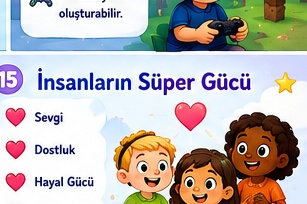 oluşturabilir.
15 İnsanların Süper Gücü
Sevgi
Dostluk
Hayal Gücü